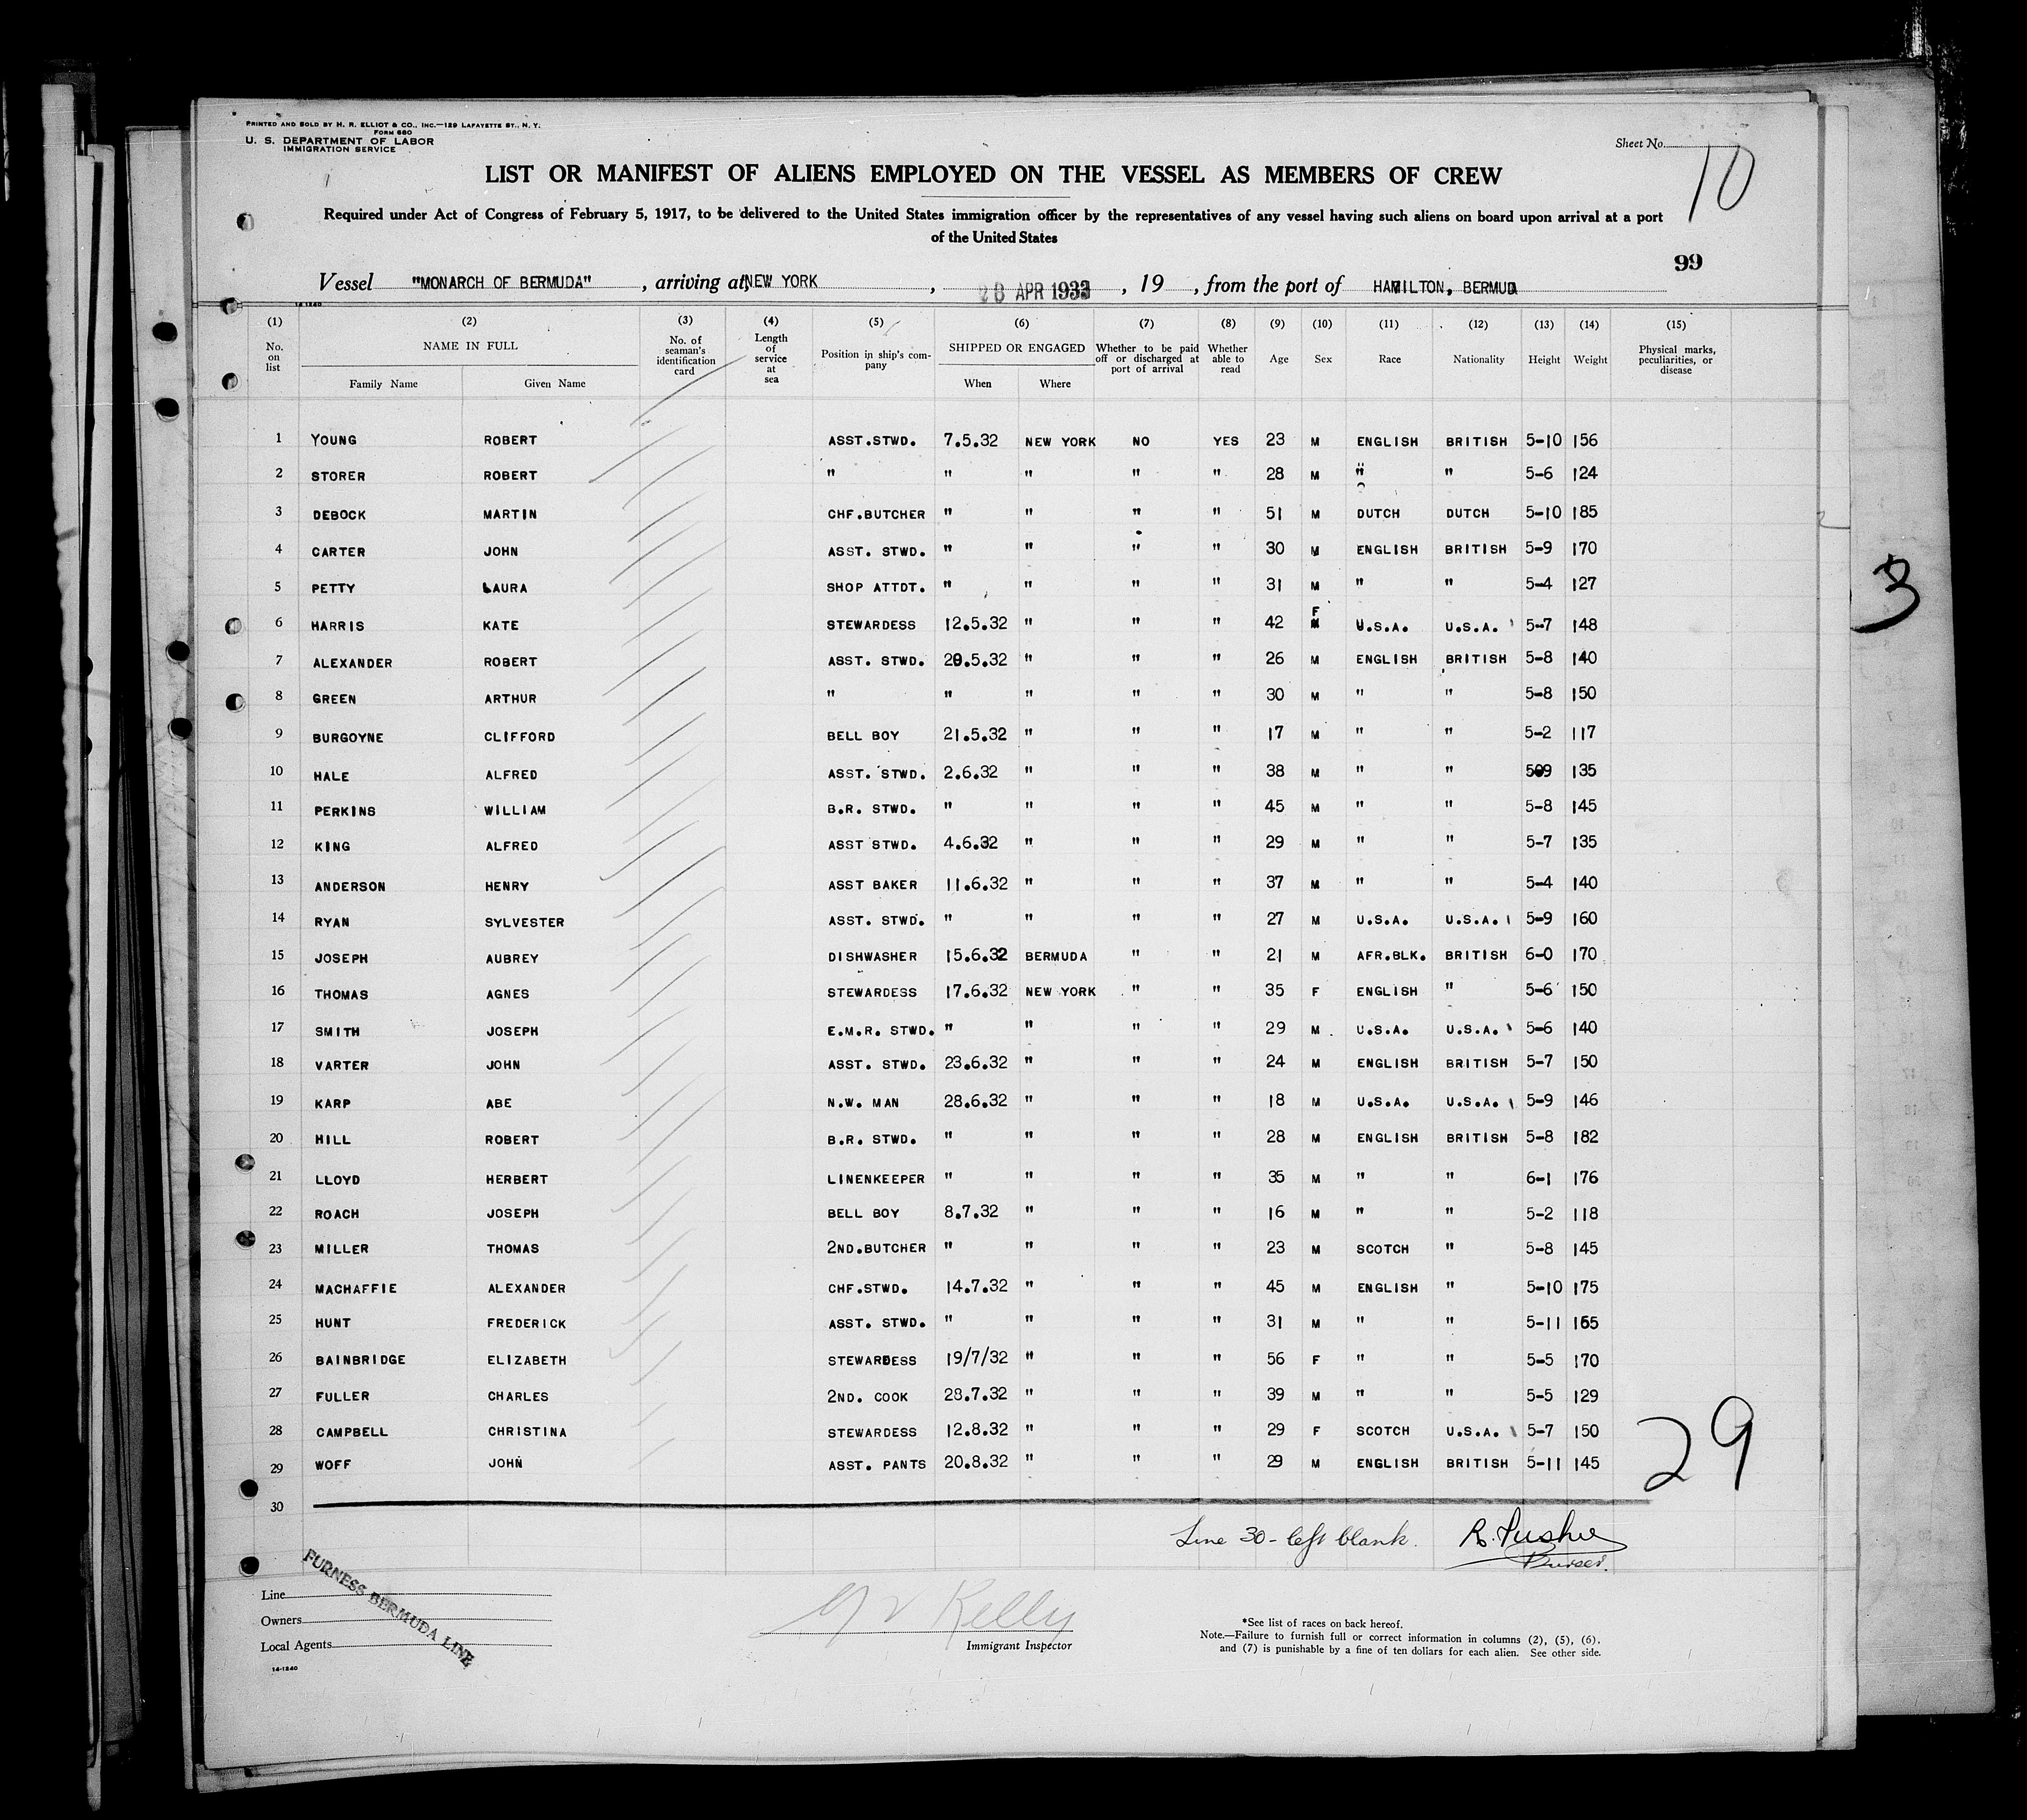 PRINTED AND SOLD BY H. R. ELLIOT & CO., INC.—129 LAFAYETTE ST., N. Y.
FORM 680
U. S. DEPARTMENT OF LABOR
IMMIGRATION SERVICE
Sheet No. 10
LIST OR MANIFEST OF ALIENS EMPLOYED ON THE VESSEL AS MEMBERS OF CREW
Required under Act of Congress of February 5, 1917, to be delivered to the United States immigration officer by the representatives of any vessel having such aliens on board upon arrival at a port
of the United States
99
Vessel "MONARCH OF BERMUDA" , arriving at NEW YORK , APR 1933 , 19 , from the port of HAMILTON, BERMUDA
14-1240
(1) (2) (3) (4) (5) (6) (7) (8) (9) (10) (11) (12) (13) (14) (15)
No. on list NAME IN FULL Family Name Given Name No. of seaman's identification card Length of service at sea Position in ship's company SHIPPED OR ENGAGED When Where Whether to be paid off or discharged at port of arrival Whether able to read Age Sex Race Nationality Height Weight Physical marks, peculiarities, or disease
1 YOUNG ROBERT ASST.STWD. 7.5.32 NEW YORK NO YES 23 M ENGLISH BRITISH 5-10 156
2 STORER ROBERT " " " " " 28 M " " 5-6 124
3 DEBOCK MARTIN CHF.BUTCHER " " " " 51 M DUTCH DUTCH 5-10 185
4 CARTER JOHN ASST. STWD. " " " " 30 M ENGLISH BRITISH 5-9 170
5 PETTY LAURA SHOP ATTDT. " " " " 31 M " " 5-4 127
6 HARRIS KATE STEWARDESS 12.5.32 " " " 42 F U.S.A. U.S.A. 5-7 148
7 ALEXANDER ROBERT ASST. STWD. 20.5.32 " " " 26 M ENGLISH BRITISH 5-8 140
8 GREEN ARTHUR " " " " " 30 M " " 5-8 150
9 BURGOYNE CLIFFORD BELL BOY 21.5.32 " " " 17 M " " 5-2 117
10 HALE ALFRED ASST. STWD. 2.6.32 " " " 38 M " " 509 135
11 PERKINS WILLIAM B.R. STWD. " " " " 45 M " " 5-8 145
12 KING ALFRED ASST STWD. 4.6.32 " " " 29 M " " 5-7 135
13 ANDERSON HENRY ASST BAKER 11.6.32 " " " 37 M " " 5-4 140
14 RYAN SYLVESTER ASST. STWD. " " " " 27 M U.S.A. U.S.A. 5-9 160
15 JOSEPH AUBREY DISHWASHER 15.6.32 BERMUDA " " 21 M AFR.BLK. BRITISH 6-0 170
16 THOMAS AGNES STEWARDESS 17.6.32 NEW YORK " " 35 F ENGLISH " 5-6 150
17 SMITH JOSEPH E.M.R. STWD. " " " " 29 M U.S.A. U.S.A. 5-6 140
18 VARTER JOHN ASST. STWD. 23.6.32 " " " 24 M ENGLISH BRITISH 5-7 150
19 KARP ABE N.W. MAN 28.6.32 " " " 18 M U.S.A. U.S.A. 5-9 146
20 HILL ROBERT B.R. STWD. " " " " 28 M ENGLISH BRITISH 5-8 182
21 LLOYD HERBERT LINENKEEPER " " " " 35 M " " 6-1 176
22 ROACH JOSEPH BELL BOY 8.7.32 " " " 16 M " " 5-2 118
23 MILLER THOMAS 2ND.BUTCHER " " " " 23 M SCOTCH " 5-8 145
24 MACHAFFIE ALEXANDER CHF.STWD. 14.7.32 " " " 45 M ENGLISH " 5-10 175
25 HUNT FREDERICK ASST. STWD. " " " " 31 M " " 5-11 165
26 BAINBRIDGE ELIZABETH STEWARDESS 19/7/32 " " " 56 F " " 5-5 170
27 FULLER CHARLES 2ND. COOK 28.7.32 " " " 39 M " " 5-5 129
28 CAMPBELL CHRISTINA STEWARDESS 12.8.32 " " " 29 F SCOTCH U.S.A. 5-7 150
29 WOFF JOHN ASST. PANTS 20.8.32 " " " 29 M ENGLISH BRITISH 5-11 145
29
30
Line 30 - left blank.
Purser.
Line
Owners
Local Agents
FURNESS BERMUDA LINE
14-1240
Kelly
Immigrant Inspector
*See list of races on back hereof.
Note.—Failure to furnish full or correct information in columns (2), (5), (6),
and (7) is punishable by a fine of ten dollars for each alien. See other side.
3